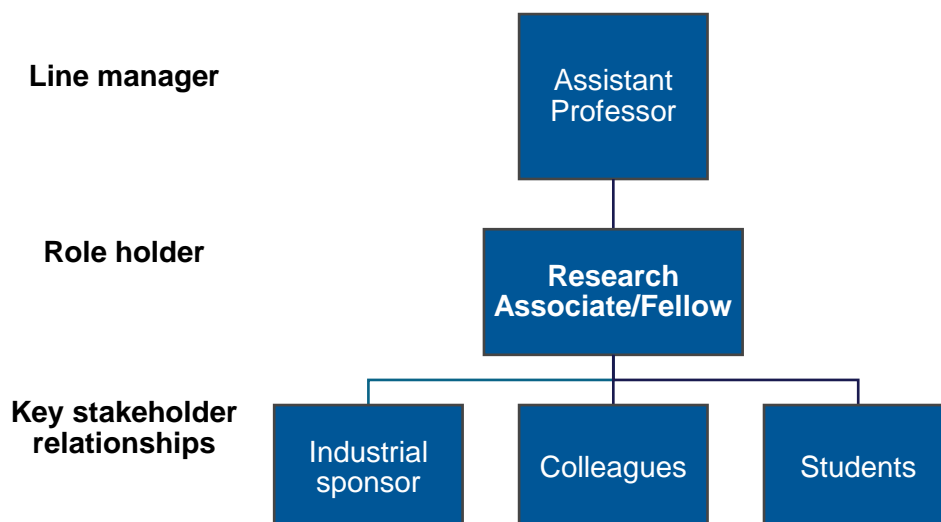 Line manager
Assistant
Professor
Role holder
Research
Associate/Fellow
Key stakeholder
relationships
Industrial
sponsor
Colleagues
Students